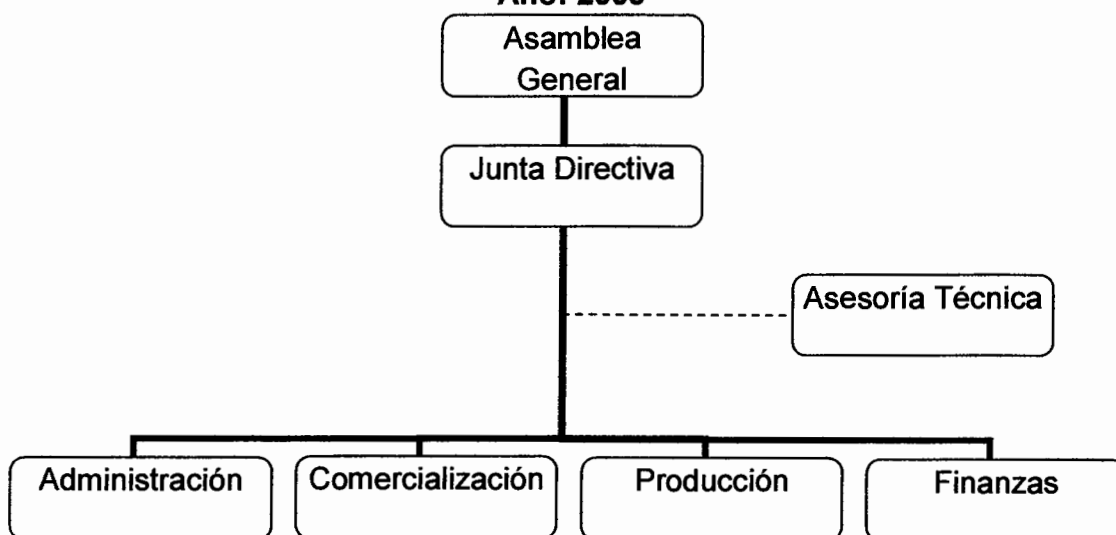 Asamblea
General
Junta Directiva
Asesoría Técnica
Administración
Comercialización
Producción
Finanzas